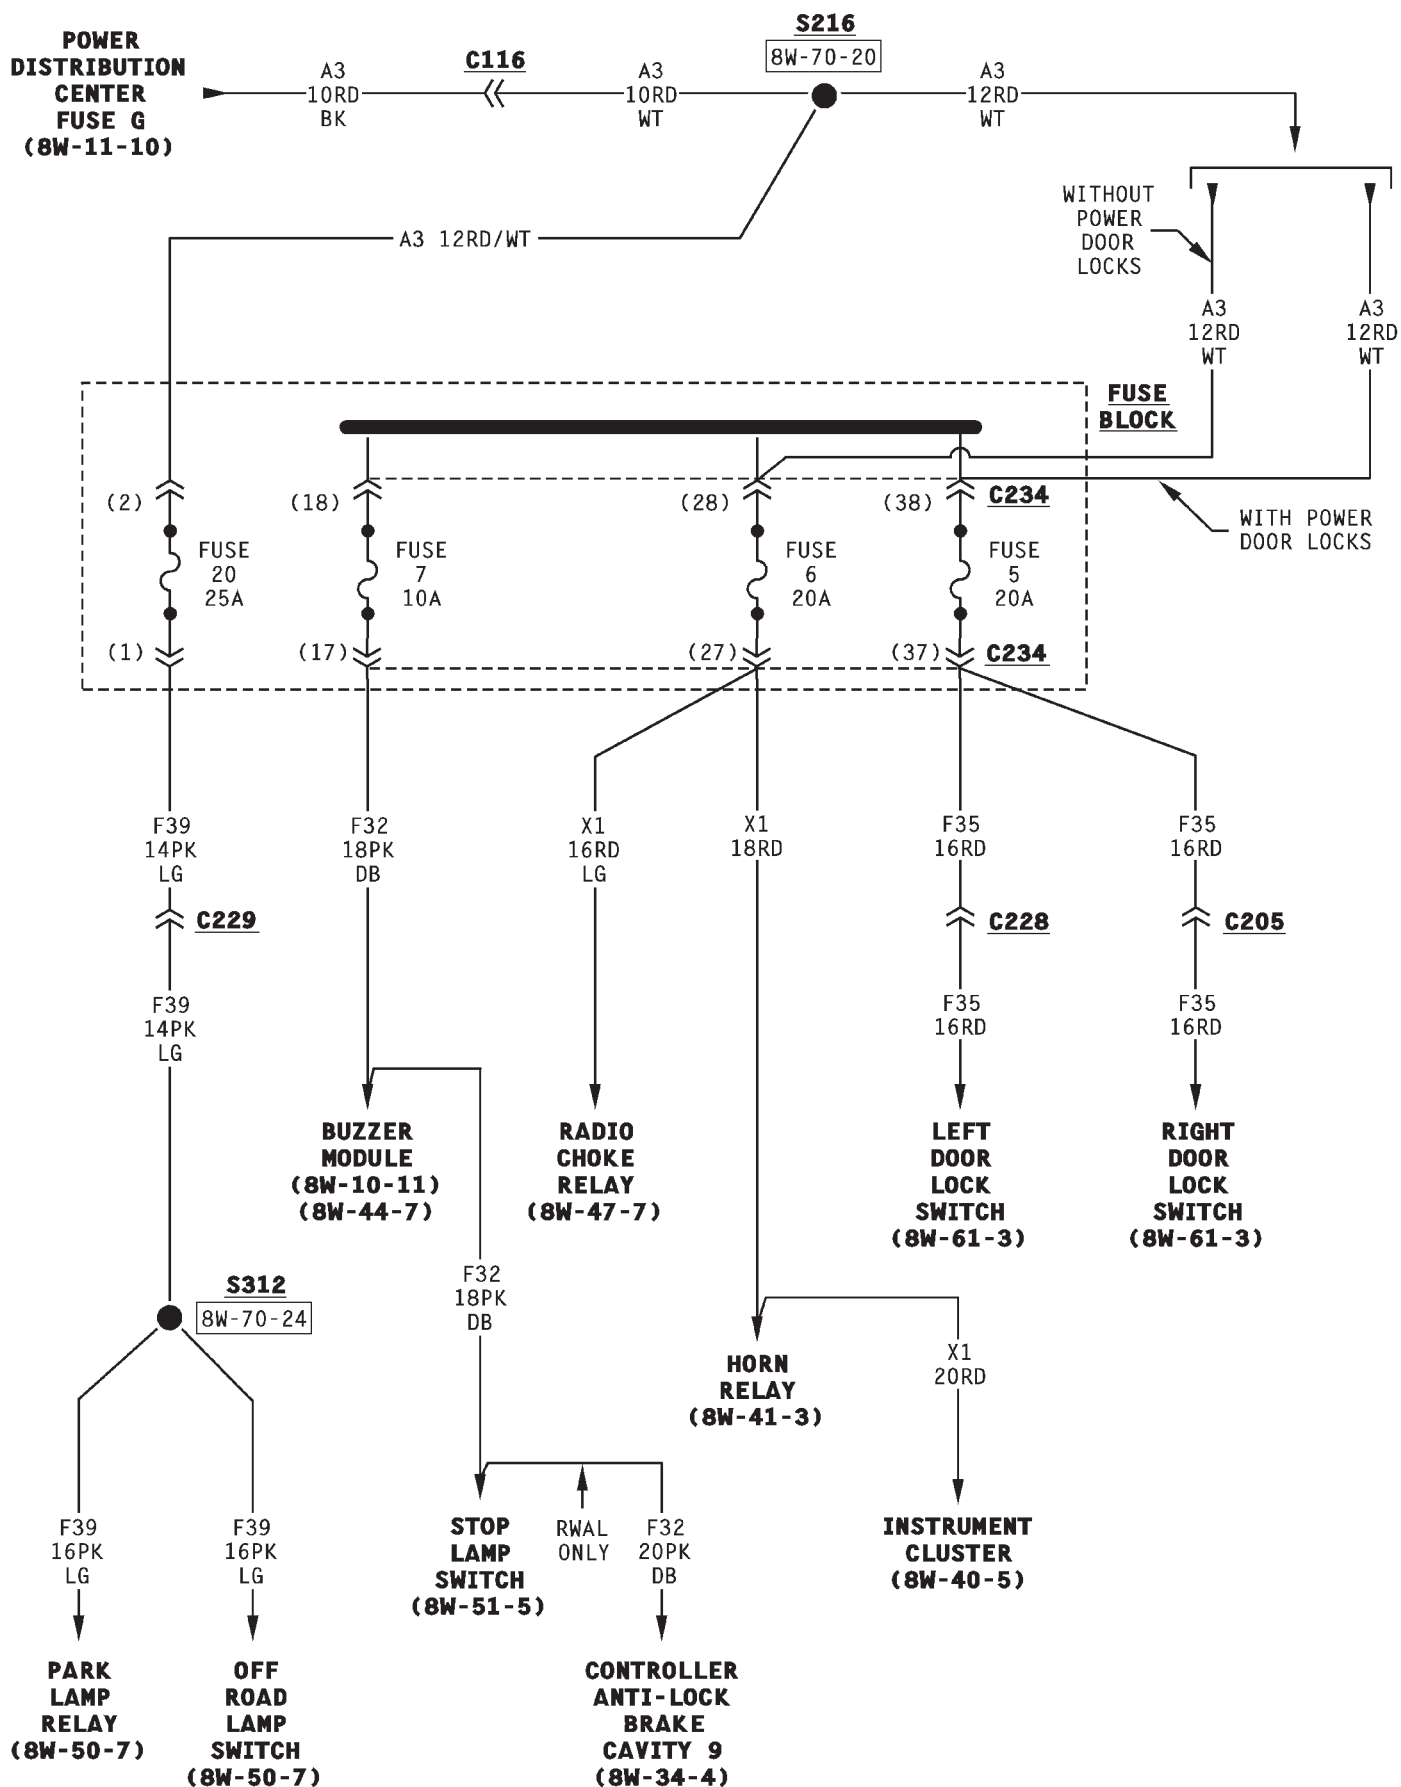 POWER
DISTRIBUTION
CENTER
FUSE G
(8W-11-10)
A3
10RD
BK
C116
A3
10RD
WT
S216
8W-70-20
A3
12RD
WT
A3 12RD/WT
WITHOUT
POWER
DOOR
LOCKS
A3
12RD
WT
A3
12RD
WT
FUSE
BLOCK
(2)
(18)
(28)
(38)
C234
WITH POWER
DOOR LOCKS
FUSE
20
25A
FUSE
7
10A
FUSE
6
20A
FUSE
5
20A
(1)
(17)
(27)
(37)
C234
F39
14PK
LG
F32
18PK
DB
X1
16RD
LG
X1
18RD
F35
16RD
F35
16RD
C229
C228
C205
F39
14PK
LG
F35
16RD
F35
16RD
BUZZER
MODULE
(8W-10-11)
(8W-44-7)
RADIO
CHOKE
RELAY
(8W-47-7)
LEFT
DOOR
LOCK
SWITCH
(8W-61-3)
RIGHT
DOOR
LOCK
SWITCH
(8W-61-3)
S312
8W-70-24
F32
18PK
DB
HORN
RELAY
(8W-41-3)
X1
20RD
F39
16PK
LG
F39
16PK
LG
STOP
LAMP
SWITCH
(8W-51-5)
RWAL
ONLY
F32
20PK
DB
INSTRUMENT
CLUSTER
(8W-40-5)
PARK
LAMP
RELAY
(8W-50-7)
OFF
ROAD
LAMP
SWITCH
(8W-50-7)
CONTROLLER
ANTI-LOCK
BRAKE
CAVITY 9
(8W-34-4)